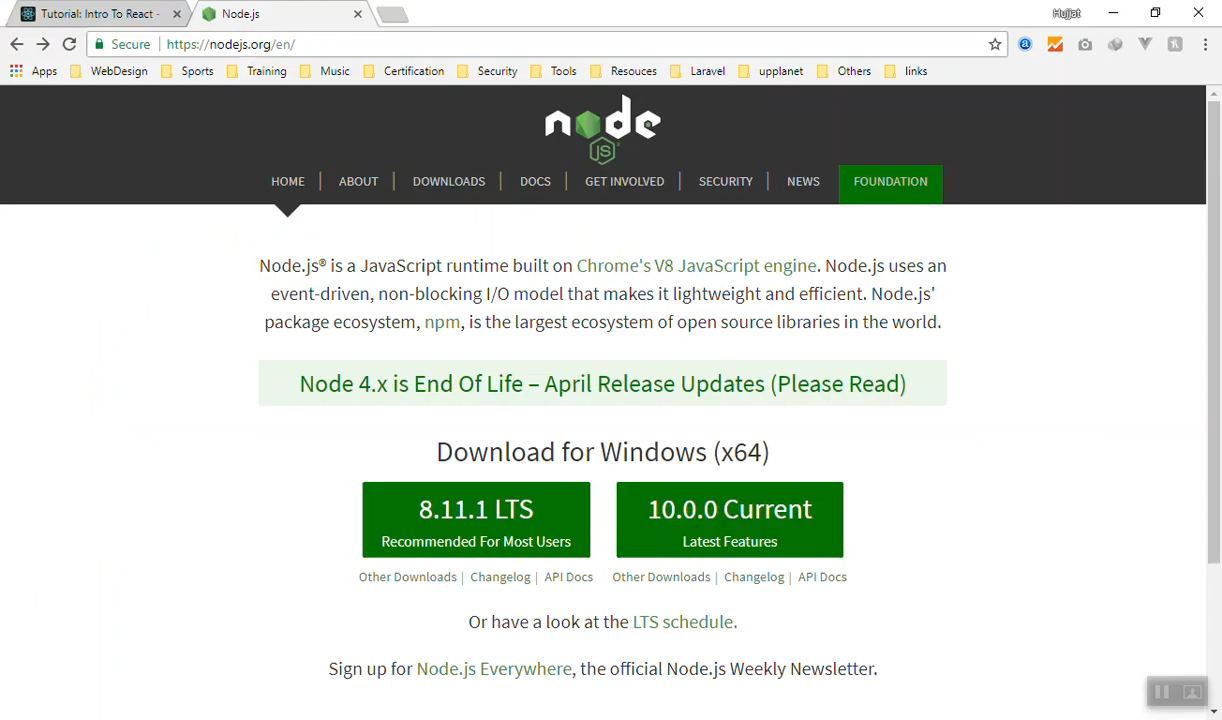 Tutorial: Intro To React -
Node.js
Hujjat
Secure
https://nodejs.org/en/
Apps
WebDesign
Sports
Training
Music
Certification
Security
Tools
Resouces
Laravel
upplanet
Others
links
node
JS
HOME
ABOUT
DOWNLOADS
DOCS
GET INVOLVED
SECURITY
NEWS
FOUNDATION
Node.js® is a JavaScript runtime built on Chrome's V8 JavaScript engine. Node.js uses an
event-driven, non-blocking I/O model that makes it lightweight and efficient. Node.js'
package ecosystem, npm, is the largest ecosystem of open source libraries in the world.
Node 4.x is End Of Life – April Release Updates (Please Read)
Download for Windows (x64)
8.11.1 LTS
Recommended For Most Users
10.0.0 Current
Latest Features
Other Downloads | Changelog | API Docs
Other Downloads | Changelog | API Docs
Or have a look at the LTS schedule.
Sign up for Node.js Everywhere, the official Node.js Weekly Newsletter.